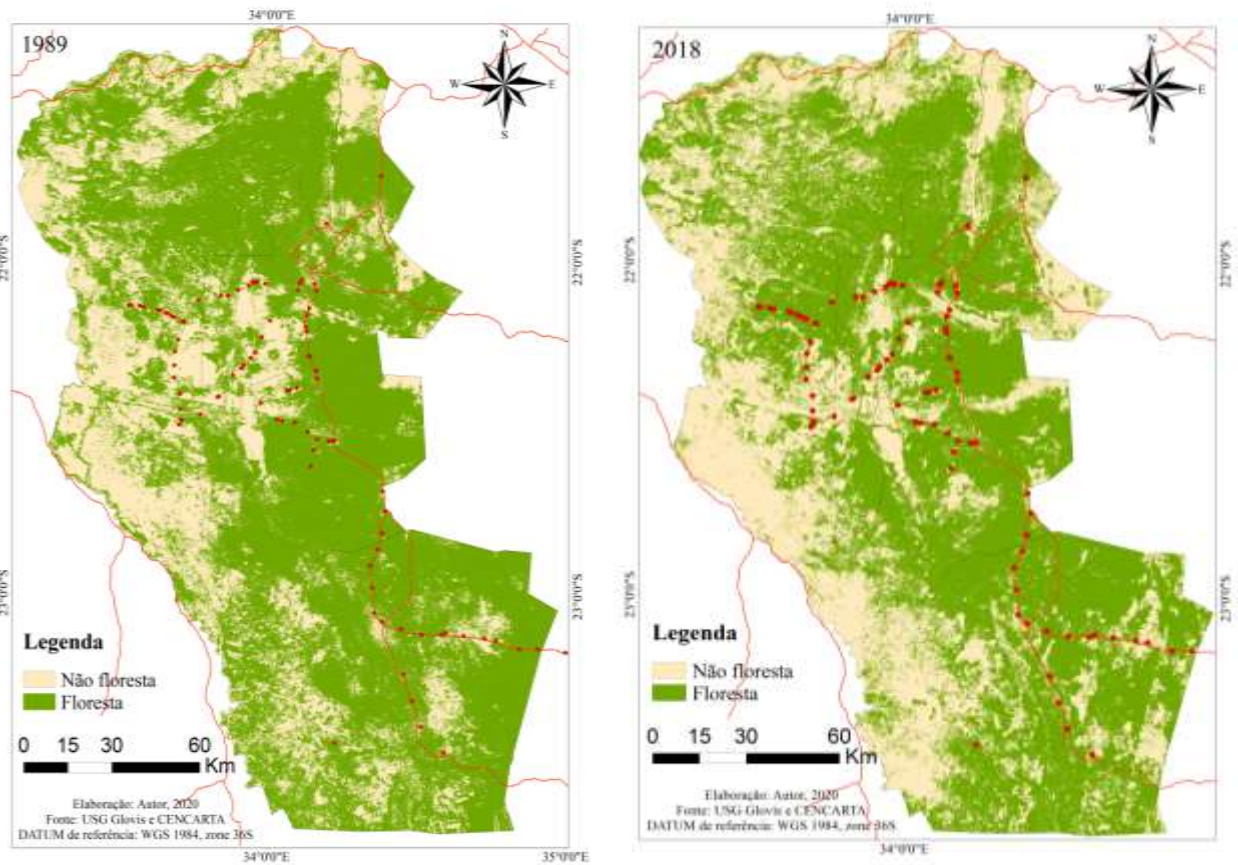 34°0'0"E
1989
N
W E
S
22°0'0"S
22°0'0"S
23°0'0"S
23°0'0"S
Legenda
Não floresta
Floresta
0 15 30 60
Km
Elaboração: Autor, 2020
Fonte: USG Glovis e CENCARTA
DATUM de referência: WGS 1984, zone 36S
34°0'0"E
35°0'0"E
34°0'0"E
2018
N
W E
N
22°0'0"S
22°0'0"S
23°0'0"S
23°0'0"S
Legenda
Não floresta
Floresta
0 15 30 60
Km
Elaboração: Autor, 2020
Fonte: USG Glovis e CENCARTA
DATUM de referência: WGS 1984, zone 36S
34°0'0"E